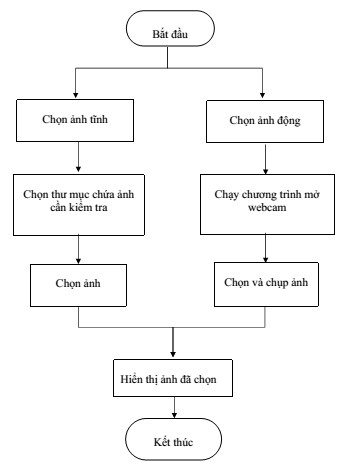 Bắt đầu
Chọn ảnh tĩnh
Chọn ảnh động
Chọn thư mục chứa ảnh
cần kiểm tra
Chạy chương trình mở
webcam
Chọn ảnh
Chọn và chụp ảnh
Hiển thị ảnh đã chọn
Kết thúc